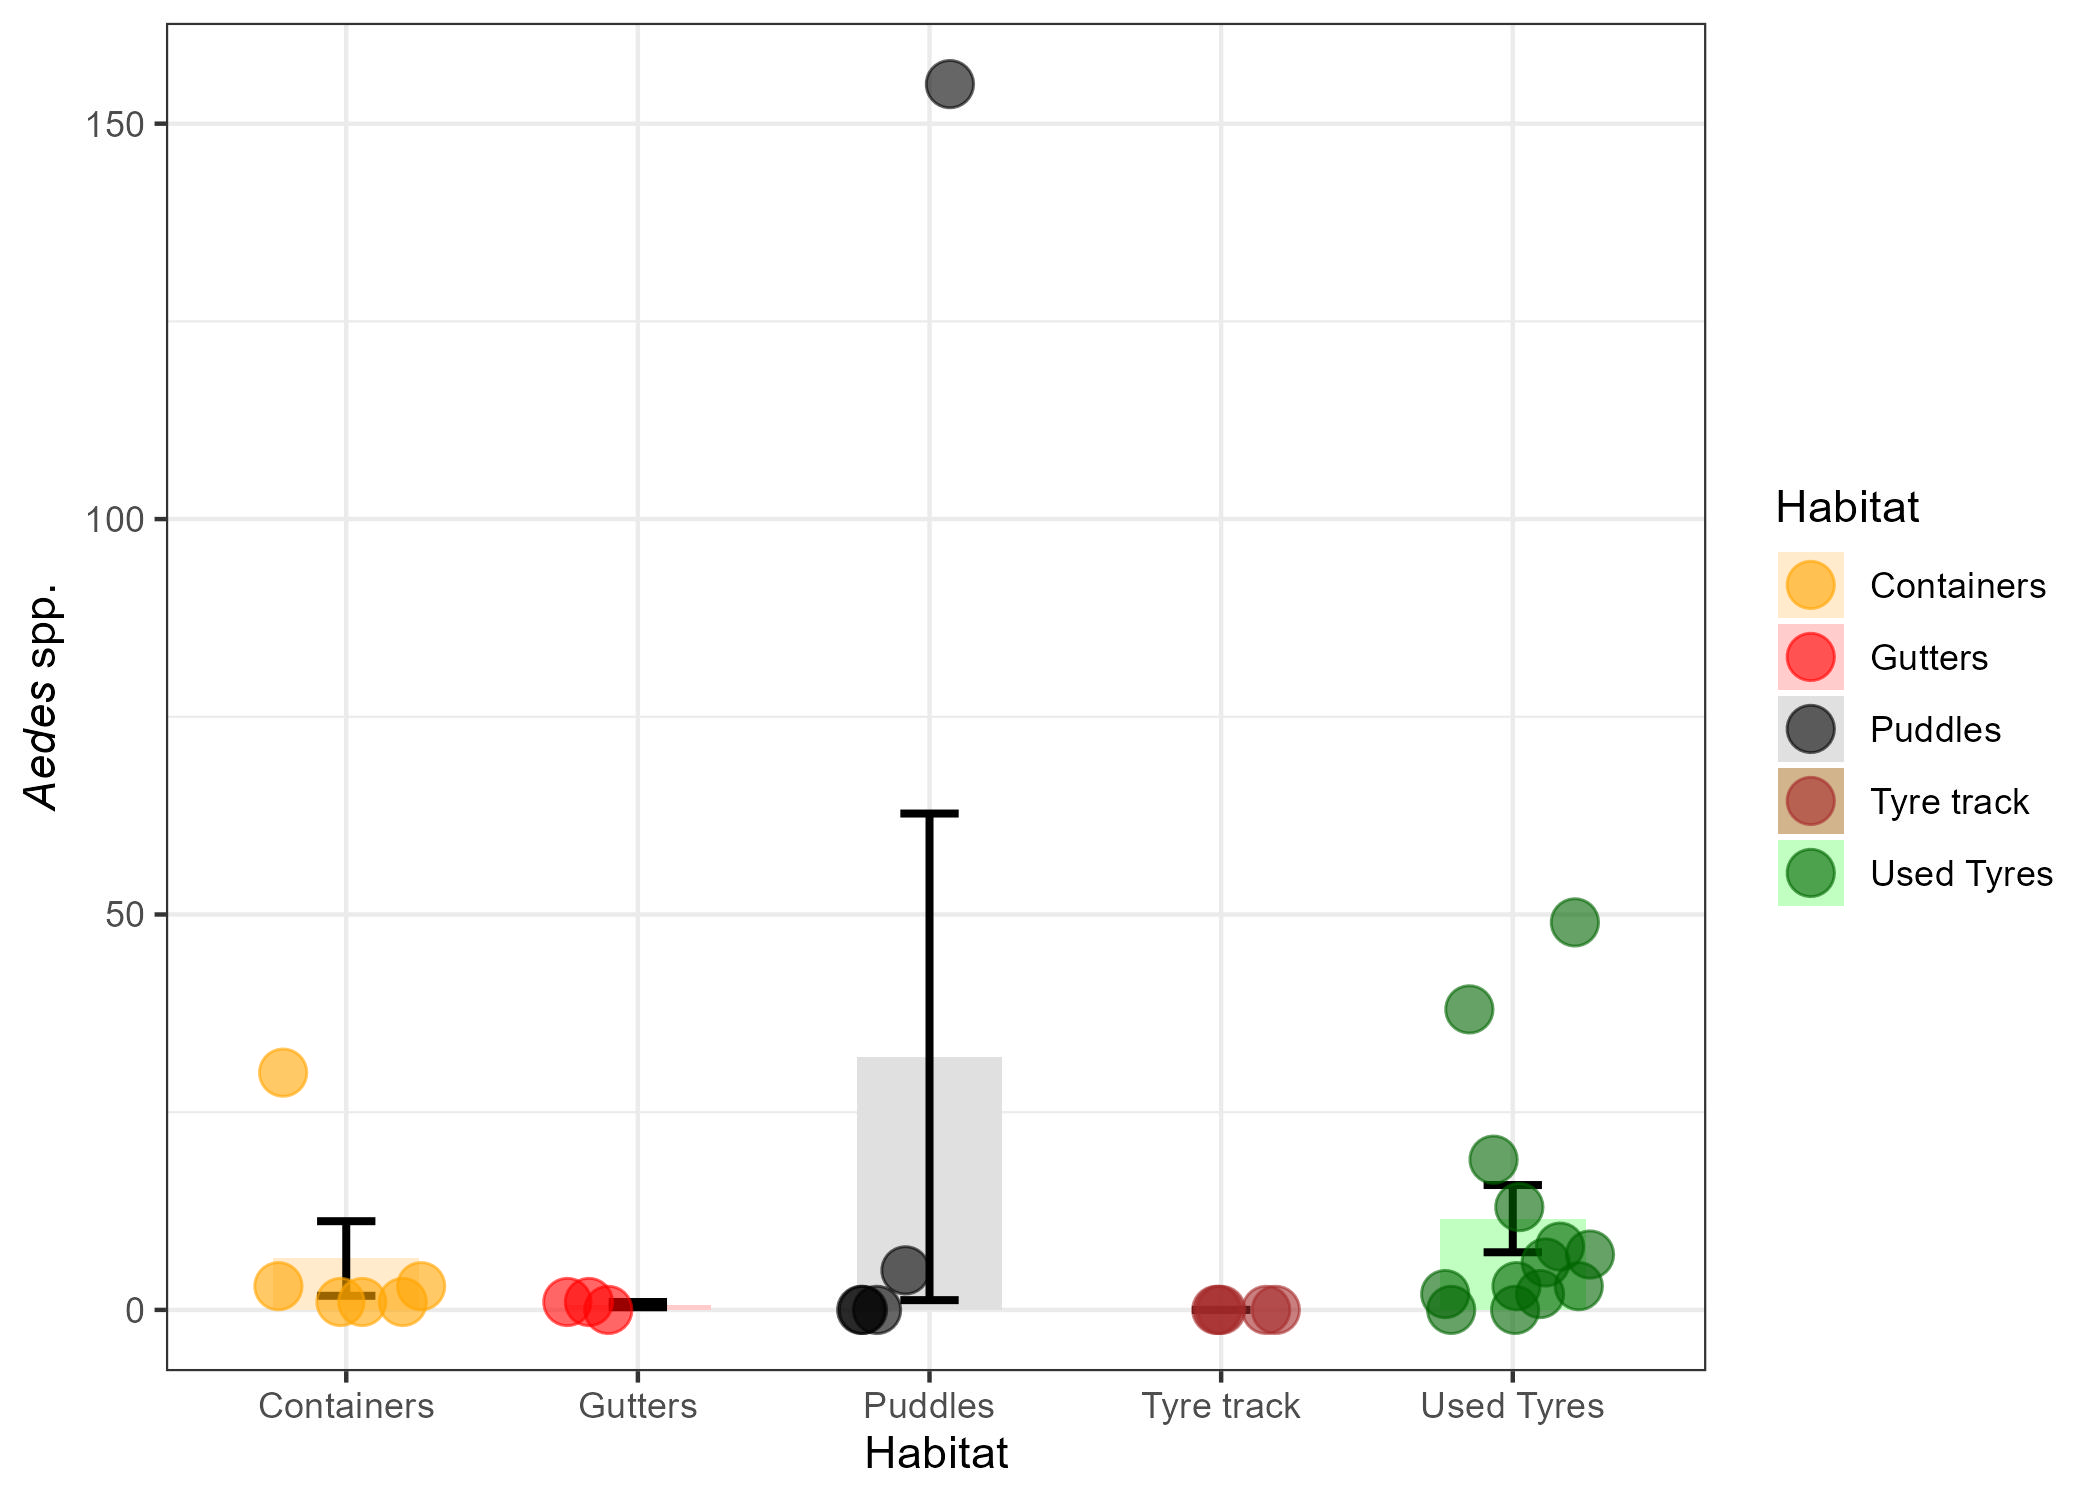 150
100
50
0
Aedes spp.
Containers
Gutters
Puddles
Tyre track
Used Tyres
Habitat
Habitat
Containers
Gutters
Puddles
Tyre track
Used Tyres